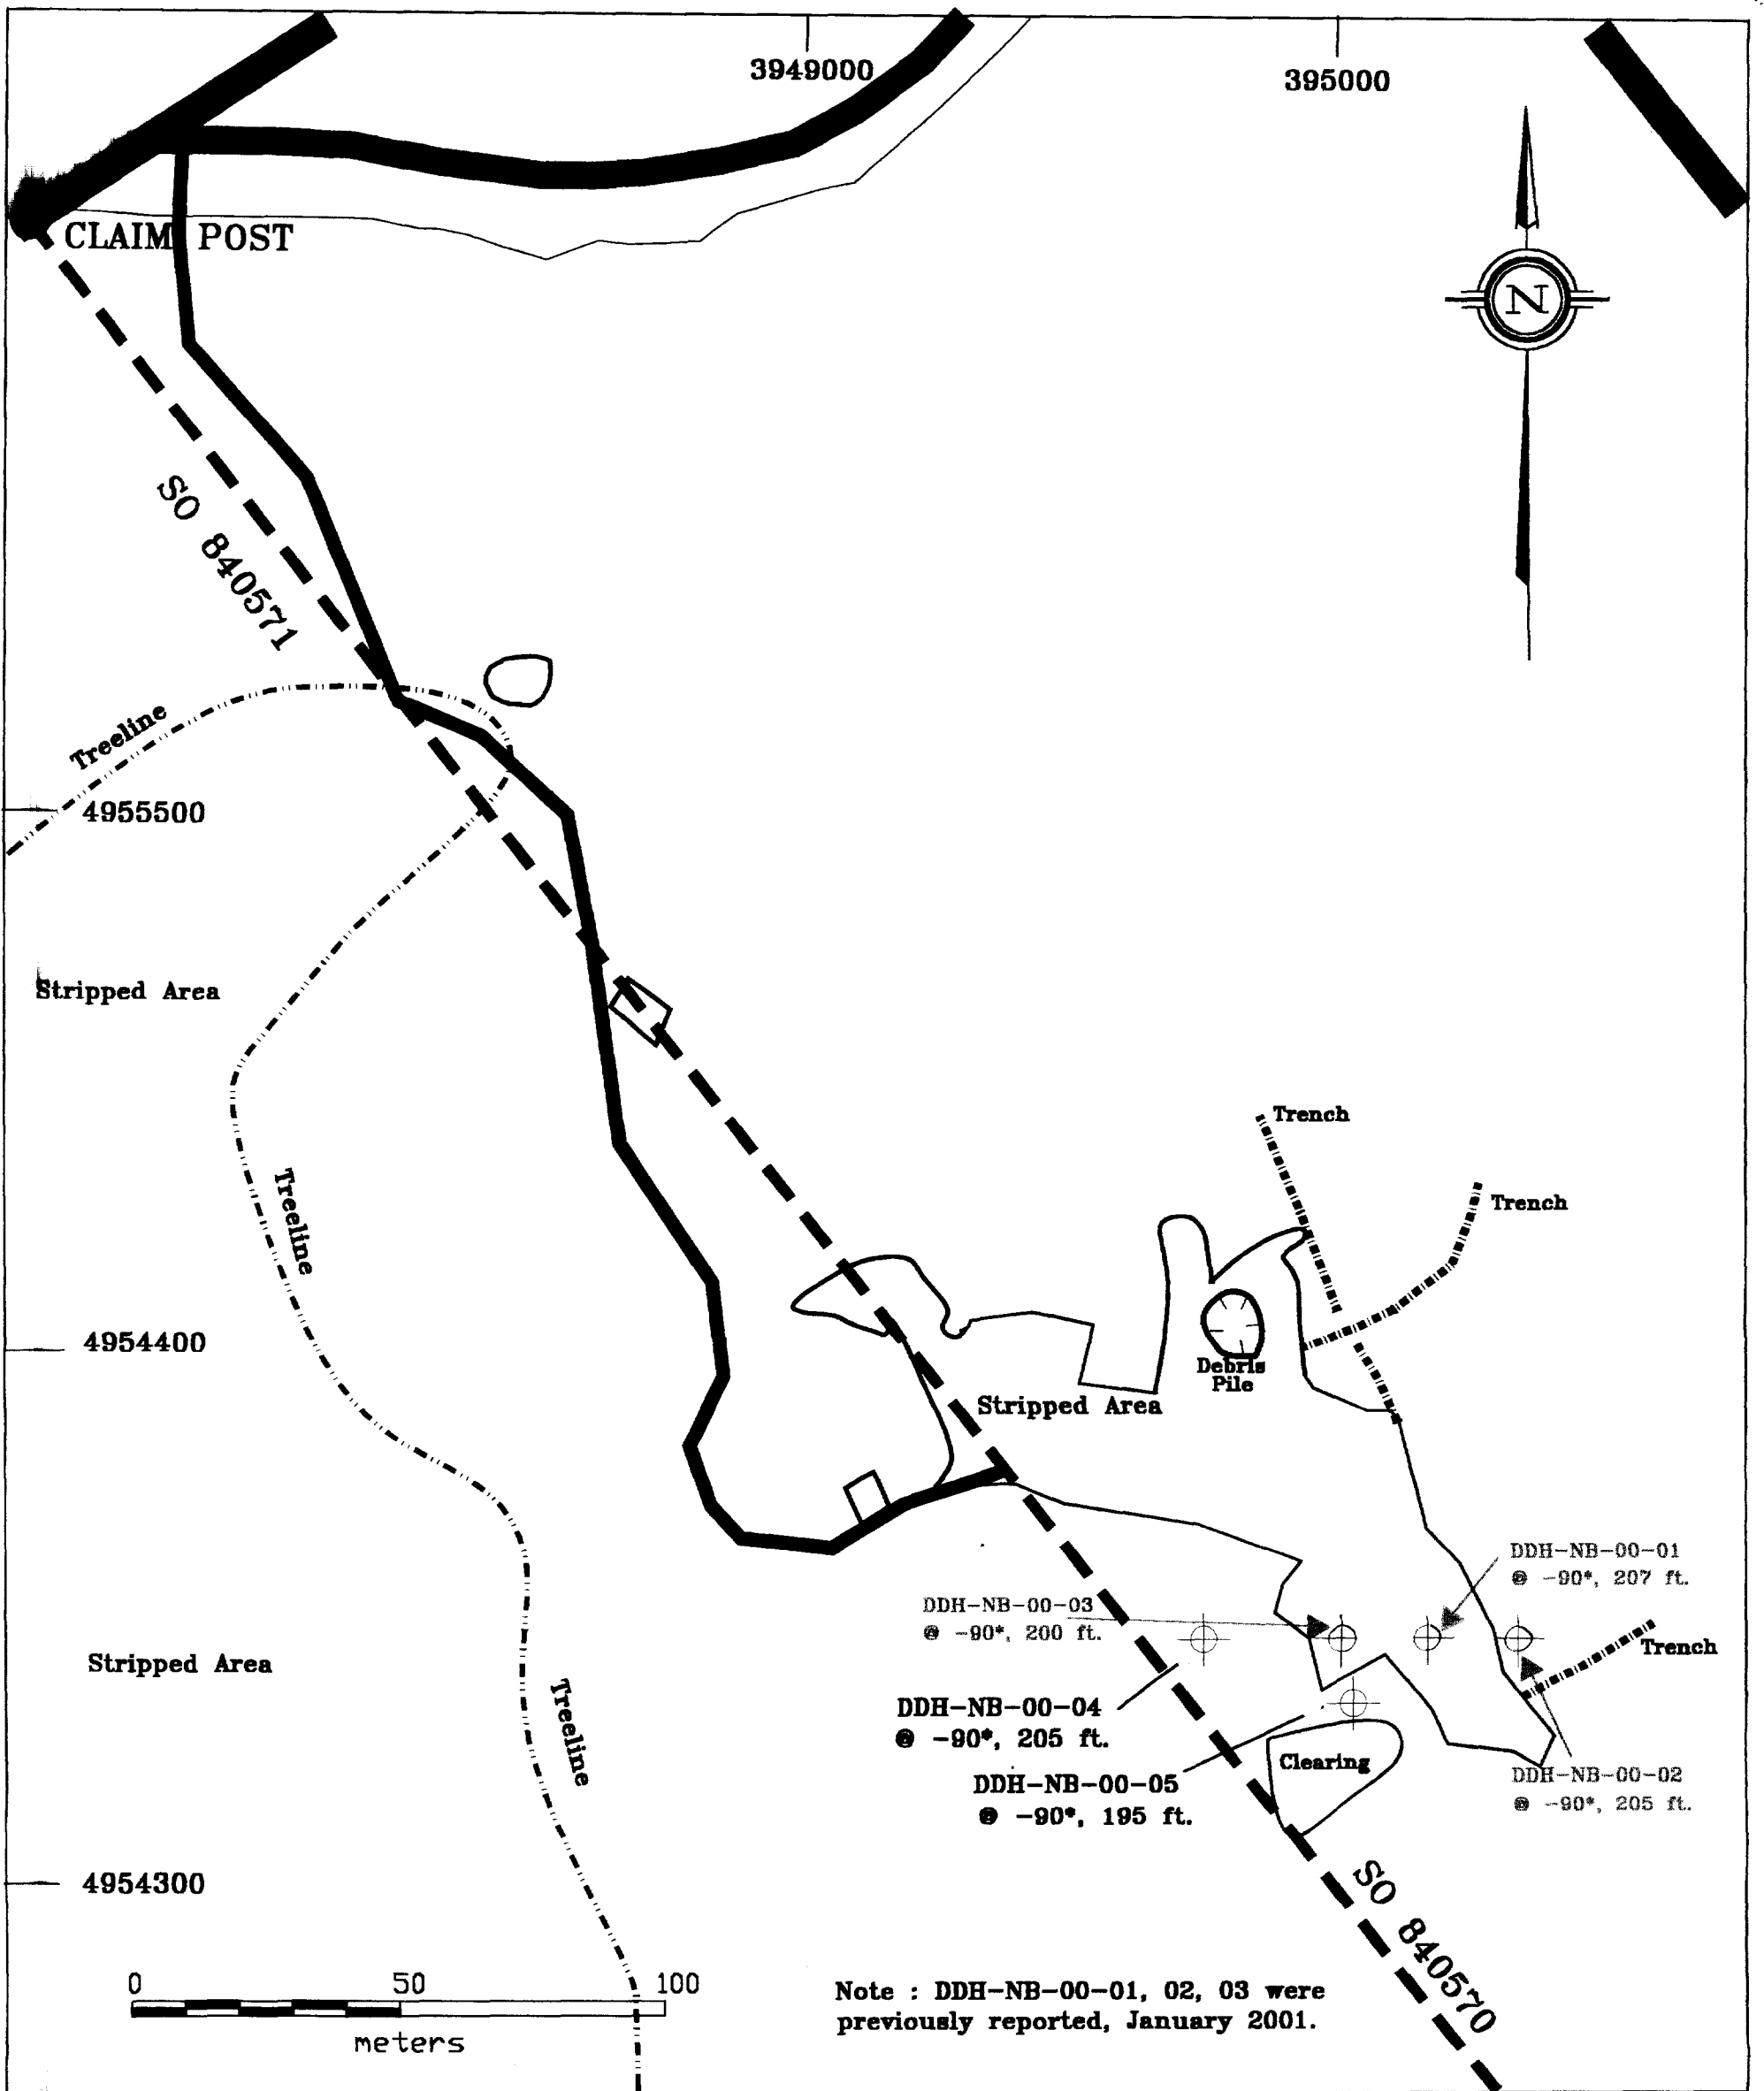 3949000
395000
CLAIM POST
N
SO 840571
Treeline
4955500
Stripped Area
Trench
Trench
Treeline
4954400
Debris
Pile
Stripped Area
DDH-NB-00-01
@ -90°, 207 ft.
DDH-NB-00-03
@ -90°, 200 ft.
Trench
Stripped Area
Treeline
DDH-NB-00-04
@ -90°, 205 ft.
Clearing
DDH-NB-00-05
@ -90°, 195 ft.
DDH-NB-00-02
@ -90°, 205 ft.
4954300
SO 840570
0 50 100
meters
Note : DDH-NB-00-01, 02, 03 were
previously reported, January 2001.